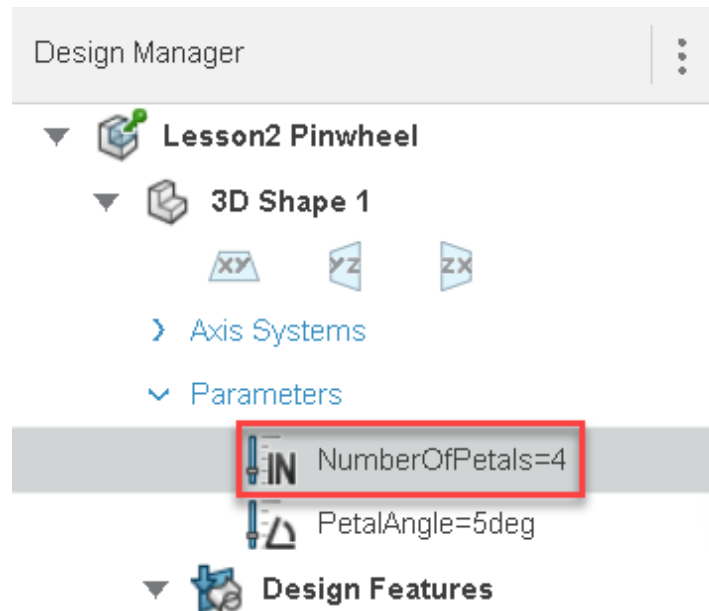 Design Manager
Lesson2 Pinwheel
3D Shape 1
XY YZ ZX
Axis Systems
Parameters
IN NumberOfPetals=4
PetalAngle=5deg
Design Features